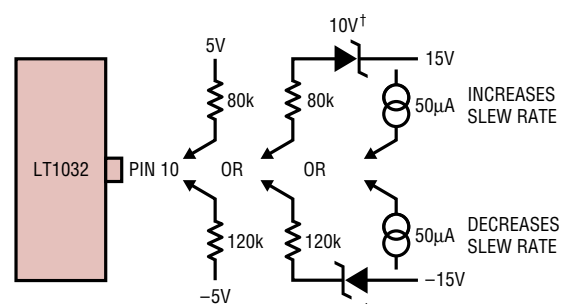 10V†
5V
15V
80k
80k
50µA
INCREASES
SLEW RATE
LT1032
PIN 10
OR
OR
120k
120k
50µA
DECREASES
SLEW RATE
–5V
–15V